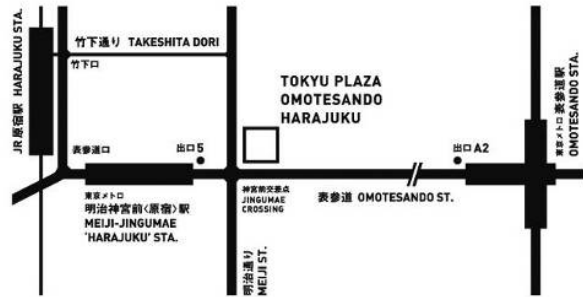 JR原宿駅 HARAJUKU STA.
竹下通り TAKESHITA DORI
竹下口
TOKYU PLAZA
OMOTESANDO
HARAJUKU
東京メトロ 表参道駅
OMOTESANDO STA.
表参道口
出口 5
出口 A2
東京メトロ
明治神宮前〈原宿〉駅
MEIJI-JINGUMAE
'HARAJUKU' STA.
神宮前交差点
JINGUMAE
CROSSING
表参道 OMOTESANDO ST.
明治通り
MEIJI ST.